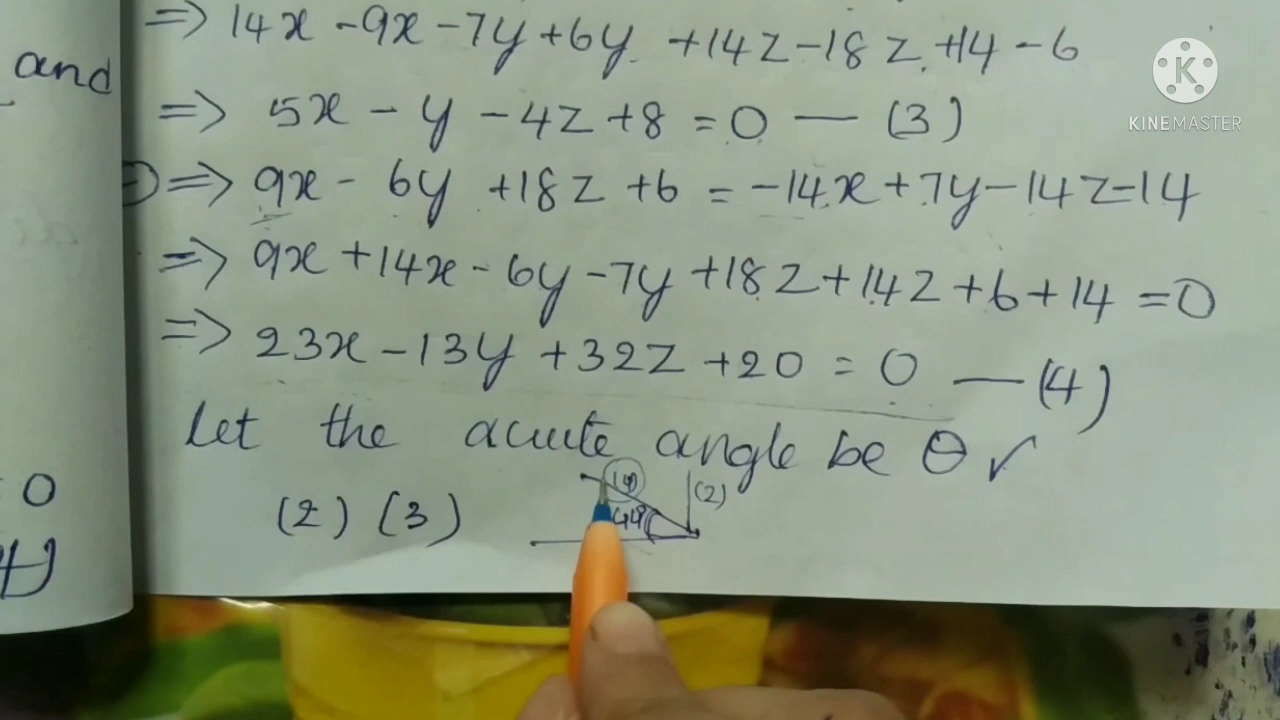 => 14x - 9x - 7y + 6y + 14z - 18z + 14 - 6
and
=> 5x - y - 4z + 8 = 0 — (3)
=> 9x - 6y + 18z + 6 = -14x + 7y - 14z - 14
=> 9x + 14x - 6y - 7y + 18z + 14z + 6 + 14 = 0
=> 23x - 13y + 32z + 20 = 0 — (4)
Let the acute angle be θ ✓
0
(2) (3)
(2)
K
KINEMASTER